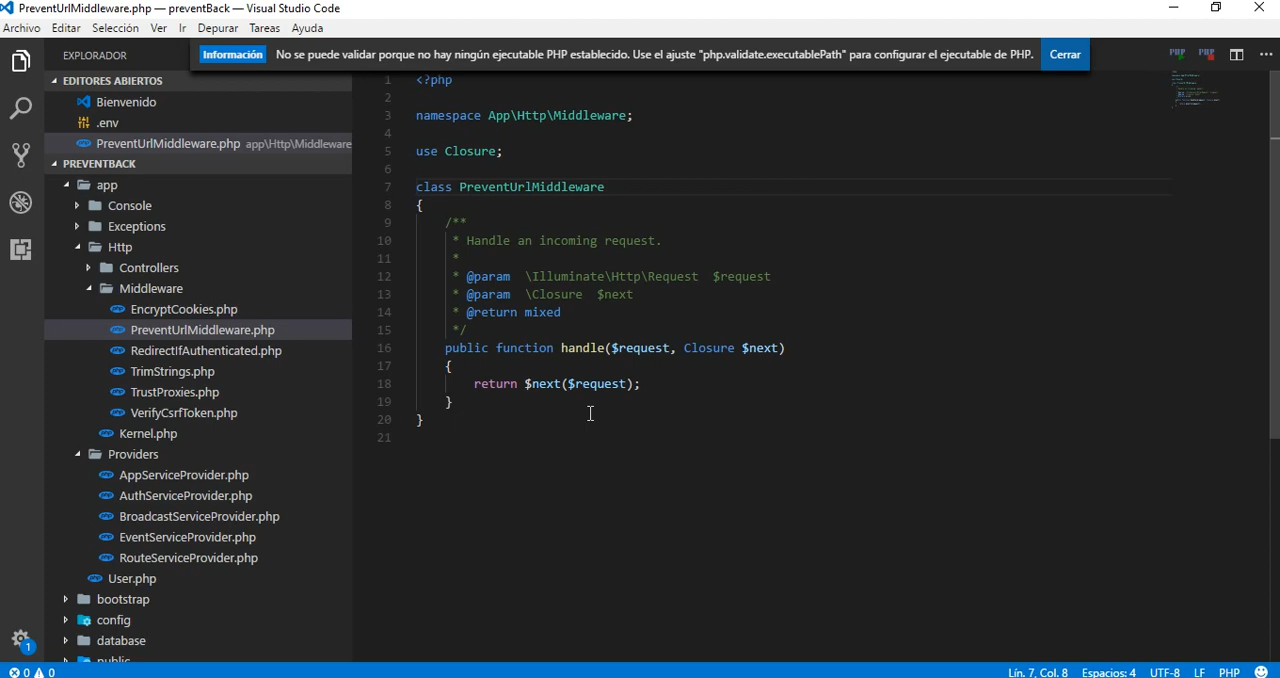 PreventUrlMiddleware.php — preventBack — Visual Studio Code
Archivo Editar Selección Ver Ir Depurar Tareas Ayuda
EXPLORADOR
Información No se puede validar porque no hay ningún ejecutable PHP establecido. Use el ajuste "php.validate.executablePath" para configurar el ejecutable de PHP. Cerrar
PHP PHP
EDITORES ABIERTOS
Bienvenido
.env
PreventUrlMiddleware.php app\Http\Middleware
PREVENTBACK
app
Console
Exceptions
Http
Controllers
Middleware
EncryptCookies.php
PreventUrlMiddleware.php
RedirectIfAuthenticated.php
TrimStrings.php
TrustProxies.php
VerifyCsrfToken.php
Kernel.php
Providers
AppServiceProvider.php
AuthServiceProvider.php
BroadcastServiceProvider.php
EventServiceProvider.php
RouteServiceProvider.php
User.php
bootstrap
config
database
public
1 <?php
2
3 namespace App\Http\Middleware;
4
5 use Closure;
6
7 class PreventUrlMiddleware
8 {
9 /**
10 * Handle an incoming request.
11 *
12 * @param \Illuminate\Http\Request $request
13 * @param \Closure $next
14 * @return mixed
15 */
16 public function handle($request, Closure $next)
17 {
18 return $next($request);
19 }
20 }
21
1
0 0 Lín. 7, Col. 8 Espacios: 4 UTF-8 LF PHP